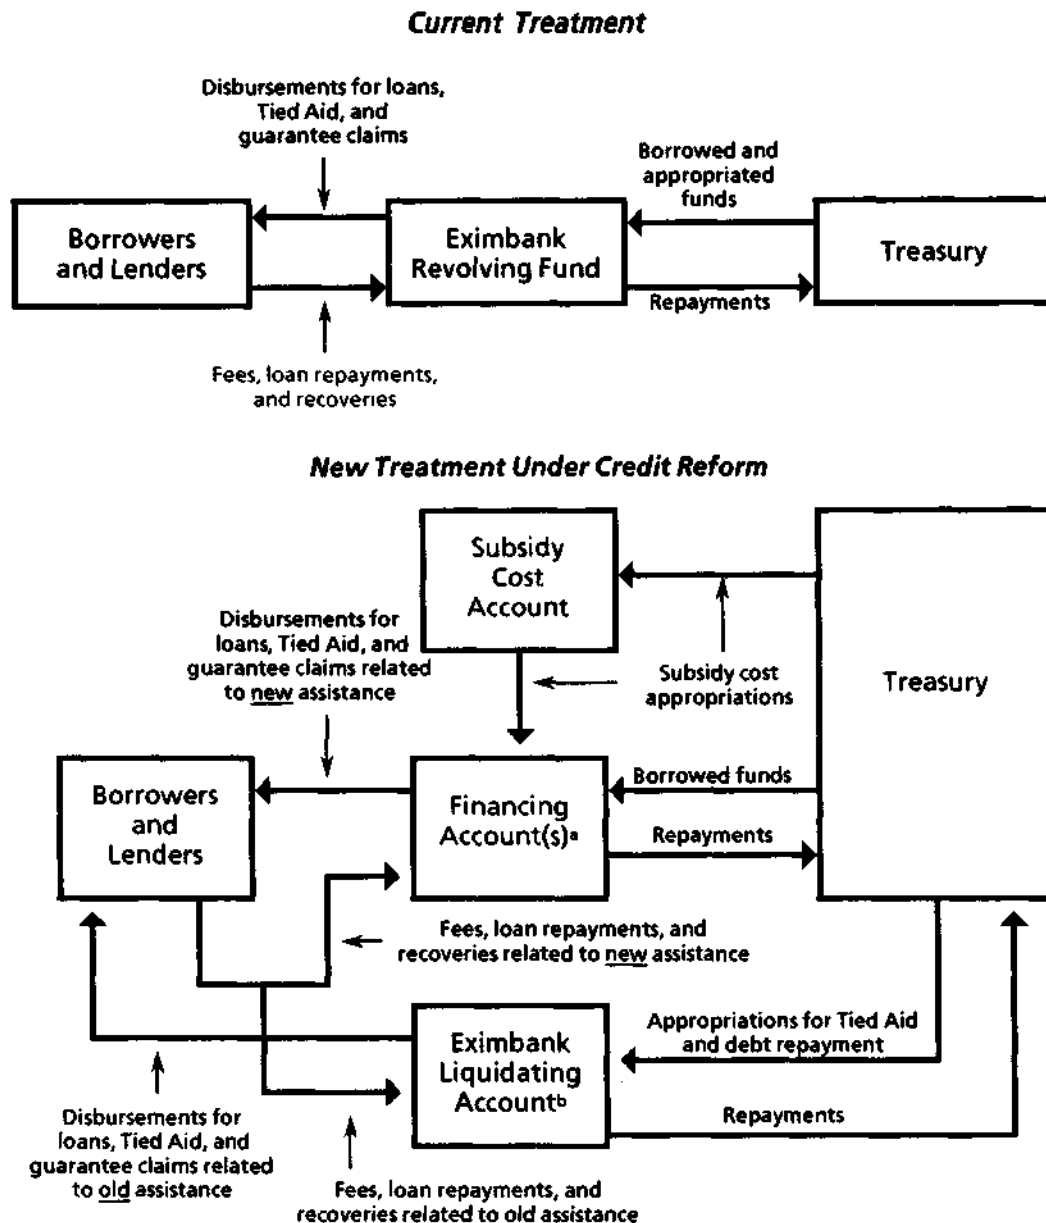 Current Treatment
Disbursements for loans,
Tied Aid, and
guarantee claims
Borrowed and
appropriated
funds
Borrowers
and Lenders
Eximbank
Revolving Fund
Treasury
Repayments
Fees, loan repayments,
and recoveries
New Treatment Under Credit Reform
Subsidy
Cost
Account
Disbursements for
loans, Tied Aid, and
guarantee claims related
to new assistance
Subsidy cost
appropriations
Treasury
Borrowers
and
Lenders
Financing
Account(s)a
Borrowed funds
Repayments
Fees, loan repayments, and
recoveries related to new assistance
Eximbank
Liquidating
Accountb
Appropriations for Tied Aid
and debt repayment
Repayments
Disbursements for
loans, Tied Aid, and
guarantee claims related
to old assistance
Fees, loan repayments, and
recoveries related to old assistance